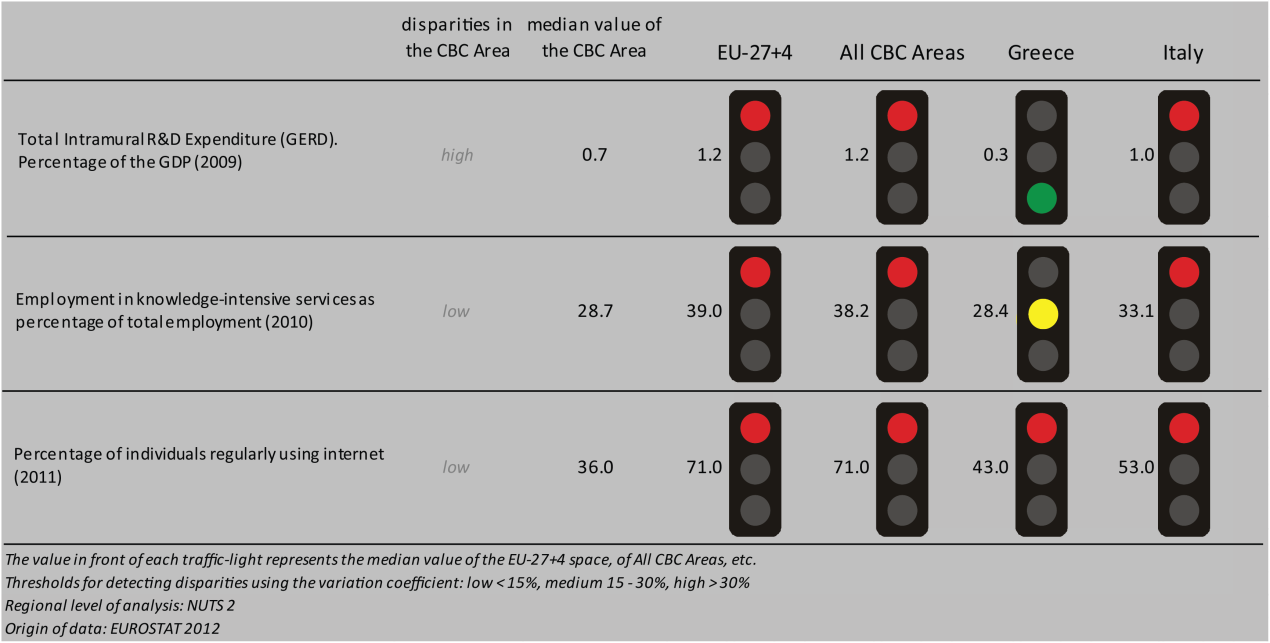 disparities in
the CBC Area
median value of
the CBC Area
EU-27+4
All CBC Areas
Greece
Italy
Total Intramural R&D Expenditure (GERD).
Percentage of the GDP (2009)
high
0.7
1.2
1.2
0.3
1.0
Employment in knowledge-intensive services as
percentage of total employment (2010)
low
28.7
39.0
38.2
28.4
33.1
Percentage of individuals regularly using internet
(2011)
low
36.0
71.0
71.0
43.0
53.0
The value in front of each traffic-light represents the median value of the EU-27+4 space, of All CBC Areas, etc.
Thresholds for detecting disparities using the variation coefficient: low < 15%, medium 15 - 30%, high > 30%
Regional level of analysis: NUTS 2
Origin of data: EUROSTAT 2012